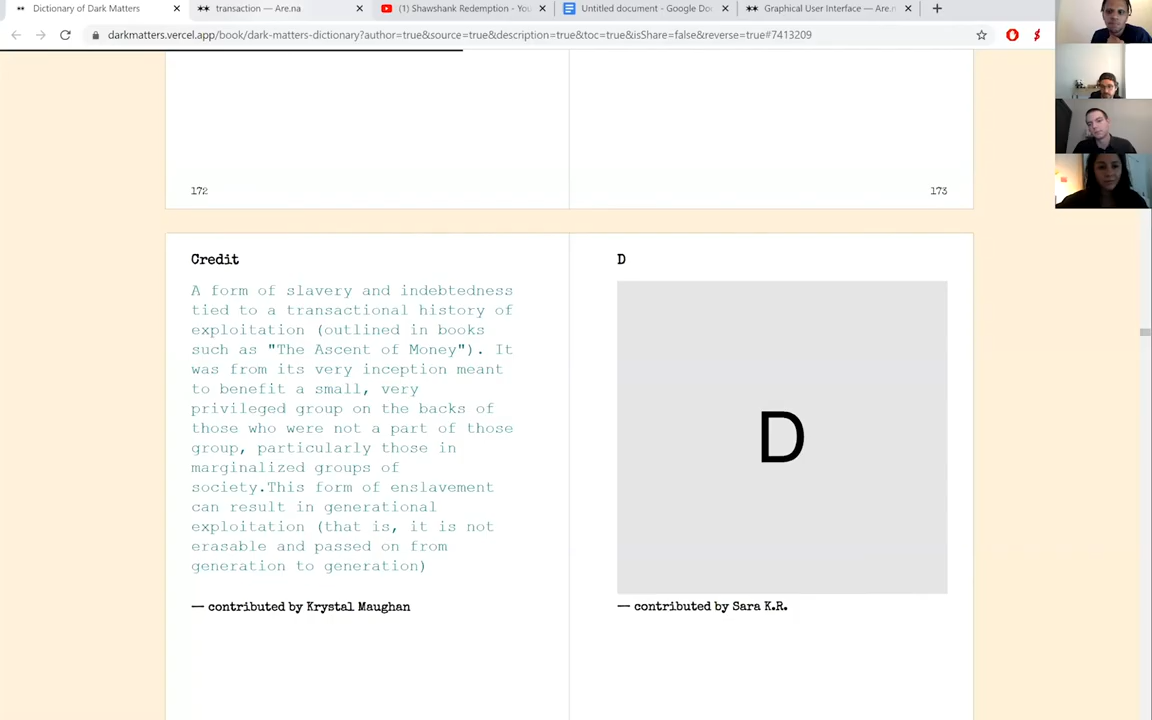 Dictionary of Dark Matters
transaction — Are.na
(1) Shawshank Redemption - You
Untitled document - Google Do
Graphical User Interface — Are.n
darkmatters.vercel.app/book/dark-matters-dictionary?author=true&source=true&description=true&toc=true&isShare=false&reverse=true#7413209
172
173
Credit
A form of slavery and indebtedness
tied to a transactional history of
exploitation (outlined in books
such as "The Ascent of Money"). It
was from its very inception meant
to benefit a small, very
privileged group on the backs of
those who were not a part of those
group, particularly those in
marginalized groups of
society.This form of enslavement
can result in generational
exploitation (that is, it is not
erasable and passed on from
generation to generation)
— contributed by Krystal Maughan
D
D
— contributed by Sara K.R.